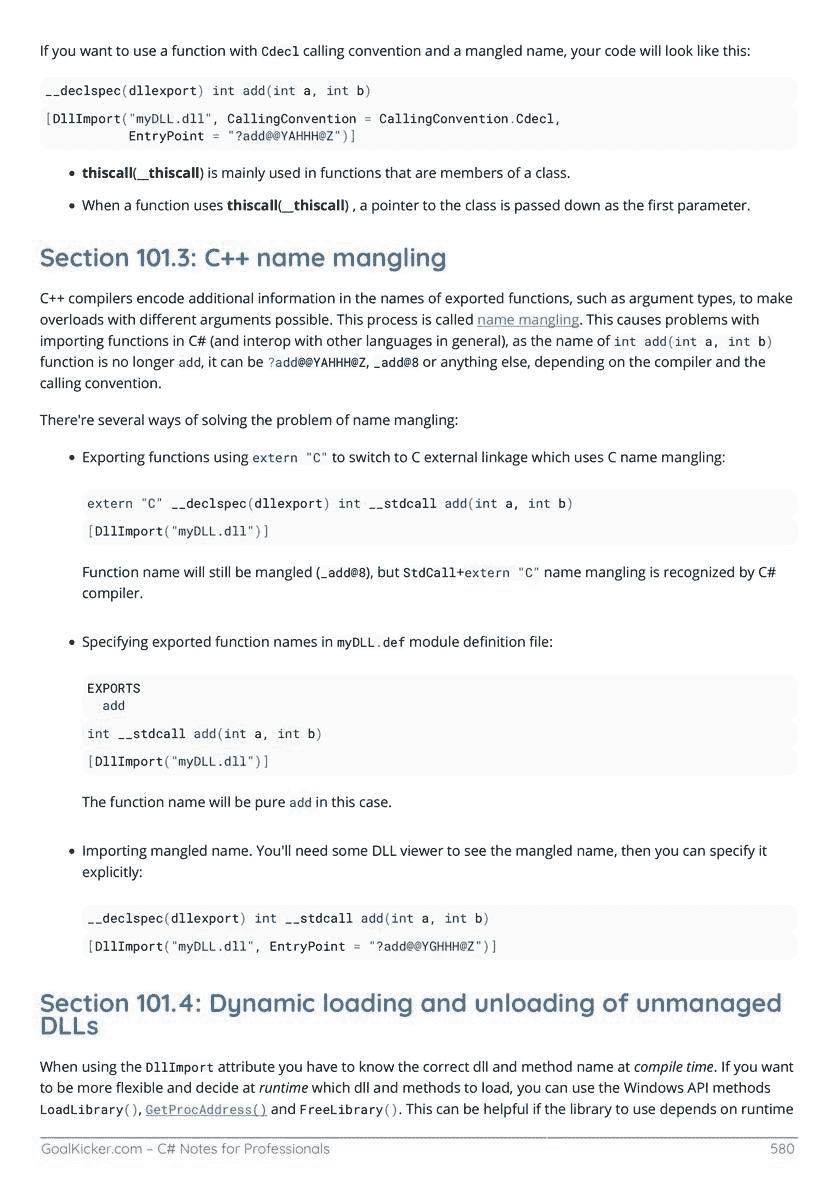 If you want to use a function with Cdecl calling convention and a mangled name, your code will look like this:
__declspec(dllexport) int add(int a, int b)
[DllImport("myDLL.dll", CallingConvention = CallingConvention.Cdecl,
EntryPoint = "?add@@YAHHH@Z")]
• thiscall(__thiscall) is mainly used in functions that are members of a class.
• When a function uses thiscall(__thiscall) , a pointer to the class is passed down as the first parameter.
Section 101.3: C++ name mangling
C++ compilers encode additional information in the names of exported functions, such as argument types, to make
overloads with different arguments possible. This process is called name mangling. This causes problems with
importing functions in C# (and interop with other languages in general), as the name of int add(int a, int b)
function is no longer add, it can be ?add@@YAHHH@Z, _add@8 or anything else, depending on the compiler and the
calling convention.
There're several ways of solving the problem of name mangling:
• Exporting functions using extern "C" to switch to C external linkage which uses C name mangling:
extern "C" __declspec(dllexport) int __stdcall add(int a, int b)
[DllImport("myDLL.dll")]
Function name will still be mangled (_add@8), but StdCall+extern "C" name mangling is recognized by C#
compiler.
• Specifying exported function names in myDLL.def module definition file:
EXPORTS
add
int __stdcall add(int a, int b)
[DllImport("myDLL.dll")]
The function name will be pure add in this case.
• Importing mangled name. You'll need some DLL viewer to see the mangled name, then you can specify it
explicitly:
__declspec(dllexport) int __stdcall add(int a, int b)
[DllImport("myDLL.dll", EntryPoint = "?add@@YGHHH@Z")]
Section 101.4: Dynamic loading and unloading of unmanaged
DLLs
When using the DllImport attribute you have to know the correct dll and method name at compile time. If you want
to be more flexible and decide at runtime which dll and methods to load, you can use the Windows API methods
LoadLibrary(), GetProcAddress() and FreeLibrary(). This can be helpful if the library to use depends on runtime
GoalKicker.com – C# Notes for Professionals 580